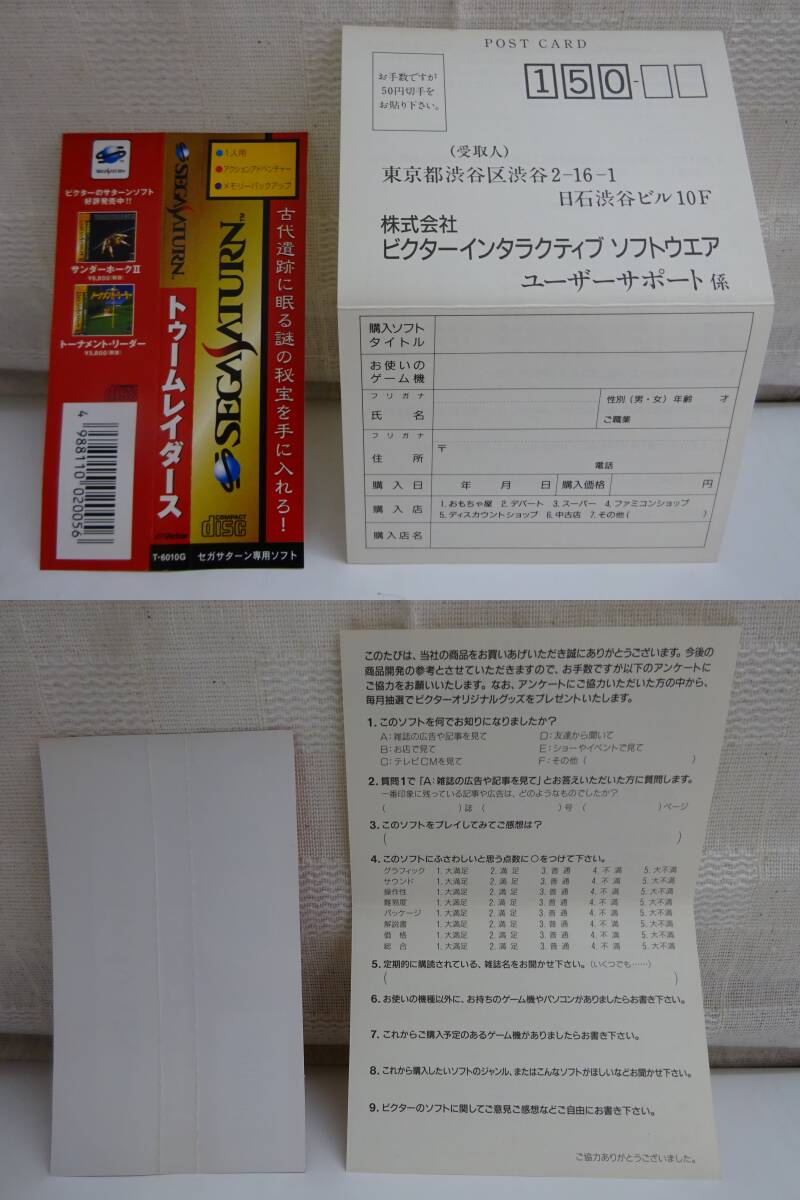 SEGA SATURN
ビクターのサターンソフト
好評発売中!!
サンダーホークⅡ
¥5,800(税抜)
トーナメント・リーダー
¥5,800(税抜)
4 988110 020056
SEGA SATURN™
トゥームレイダース
Victor
T-6010G
1人用
アクションアドベンチャー
メモリーバックアップ
SEGA SATURN™
COMPACT
disc
セガサターン専用ソフト
古代遺跡に眠る謎の秘宝を手に入れろ!
POST CARD
お手数ですが
50円切手を
お貼り下さい。
150-
(受取人)
東京都渋谷区渋谷2-16-1
日石渋谷ビル10F
株式会社
ビクターインタラクティブ ソフトウエア
ユーザーサポート係
購入ソフト
タイトル
お使いの
ゲーム機
フリガナ
氏 名
性別(男・女)年齢 才
ご職業
フリガナ
住 所
〒
電話
購入日 年 月 日 購入価格 円
購入店 1.おもちゃ屋 2.デパート 3.スーパー 4.ファミコンショップ
5.ディスカウントショップ 6.中古店 7.その他( )
購入店名
このたびは、当社の商品をお買いあげいただき誠にありがとうございます。今後の
商品開発の参考とさせていただきますので、お手数ですが以下のアンケートに
ご協力をお願いいたします。なお、アンケートにご協力いただいた方の中から、
毎月抽選でビクターオリジナルグッズをプレゼントいたします。
1.このソフトを何でお知りになりましたか?
A:雑誌の広告や記事を見て D:友達から聞いて
B:お店で見て E:ショーやイベントで見て
C:テレビCMを見て F:その他( )
2.質問1で「A:雑誌の広告や記事を見て」とお答えいただいた方に質問します。
一番印象に残っている記事や広告は、どのようなものでしたか?
( )誌( )号( )ページ
3.このソフトをプレイしてみてご感想は?
( )
4.このソフトにふさわしいと思う点数に○をつけて下さい。
グラフィック 1.大満足 2.満足 3.普通 4.不満 5.大不満
サウンド 1.大満足 2.満足 3.普通 4.不満 5.大不満
操作性 1.大満足 2.満足 3.普通 4.不満 5.大不満
難易度 1.大満足 2.満足 3.普通 4.不満 5.大不満
パッケージ 1.大満足 2.満足 3.普通 4.不満 5.大不満
解説書 1.大満足 2.満足 3.普通 4.不満 5.大不満
価 格 1.大満足 2.満足 3.普通 4.不満 5.大不満
総 合 1.大満足 2.満足 3.普通 4.不満 5.大不満
5.定期的に購読されている、雑誌名をお聞かせ下さい。(いくつでも……)
( )
6.お使いの機種以外に、お持ちのゲーム機やパソコンがありましたらお書き下さい。
7.これからご購入予定のあるゲーム機がありましたらお書き下さい。
8.これから購入したいソフトのジャンル、またはこんなソフトがほしいなどお聞かせ下さい。
9.ビクターのソフトに関してご意見ご感想などご自由にお書き下さい。
ご協力ありがとうございました。